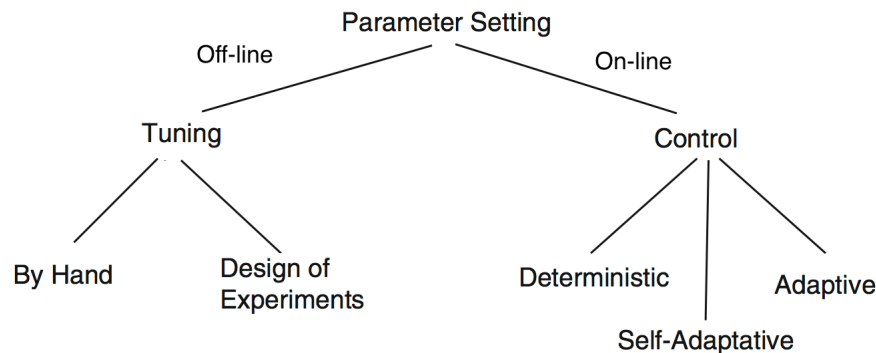 Parameter Setting
Off-line
On-line
Tuning
Control
By Hand
Design of
Experiments
Deterministic
Adaptive
Self-Adaptative